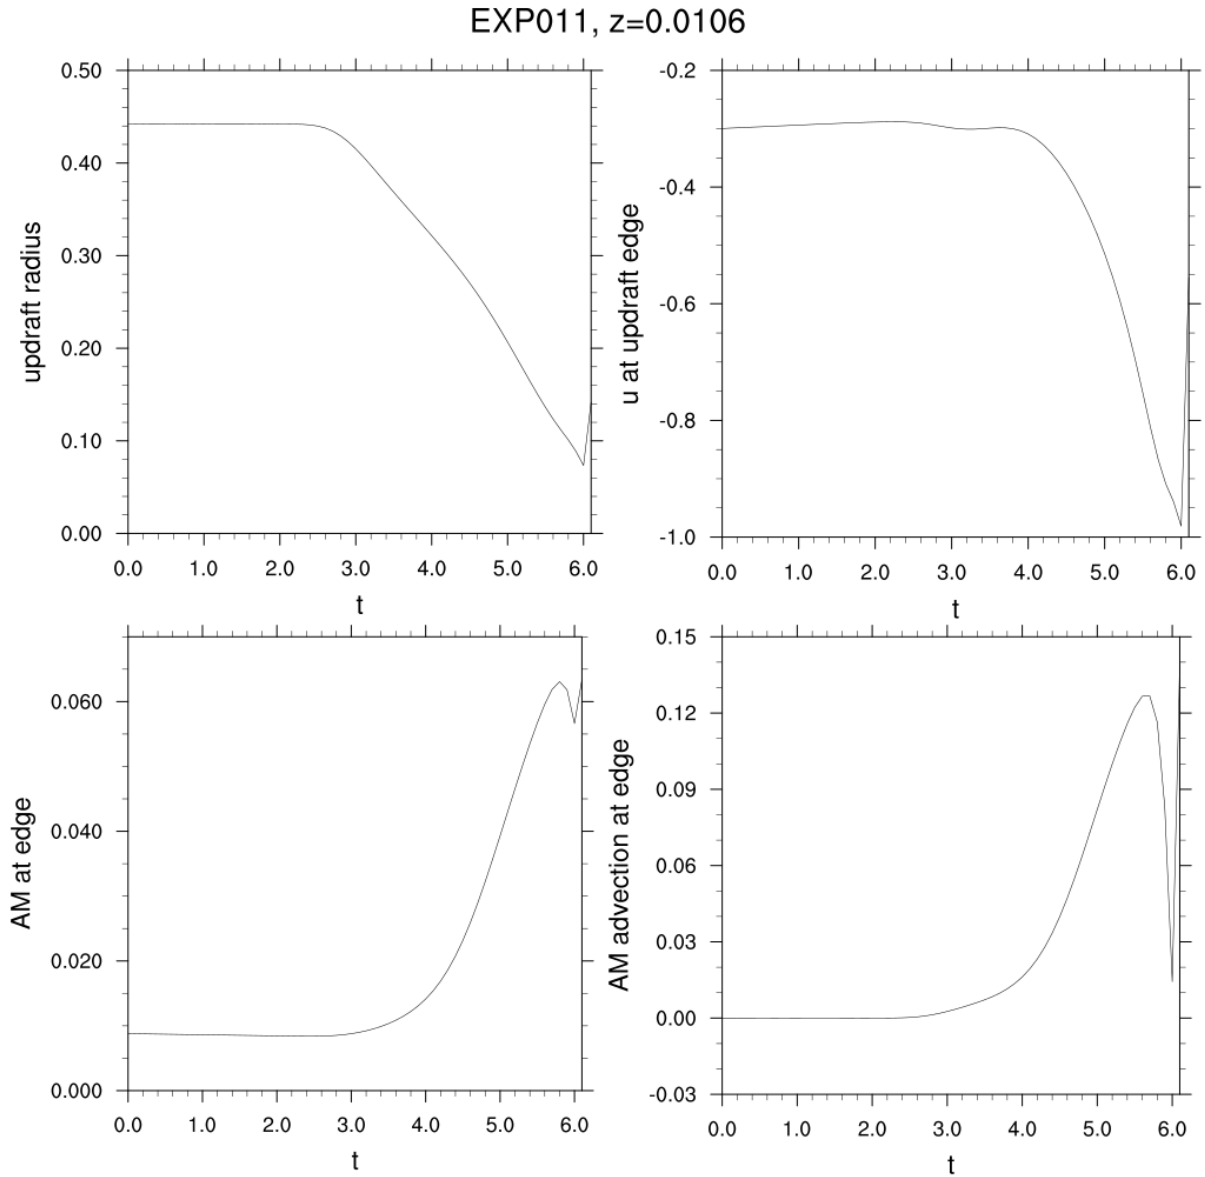 EXP011, z=0.0106
updraft radius
0.50
0.40
0.30
0.20
0.10
0.00
0.0 1.0 2.0 3.0 4.0 5.0 6.0
t
u at updraft edge
-0.2
-0.4
-0.6
-0.8
-1.0
0.0 1.0 2.0 3.0 4.0 5.0 6.0
t
AM at edge
0.060
0.040
0.020
0.000
0.0 1.0 2.0 3.0 4.0 5.0 6.0
t
AM advection at edge
0.15
0.12
0.09
0.06
0.03
0.00
-0.03
0.0 1.0 2.0 3.0 4.0 5.0 6.0
t